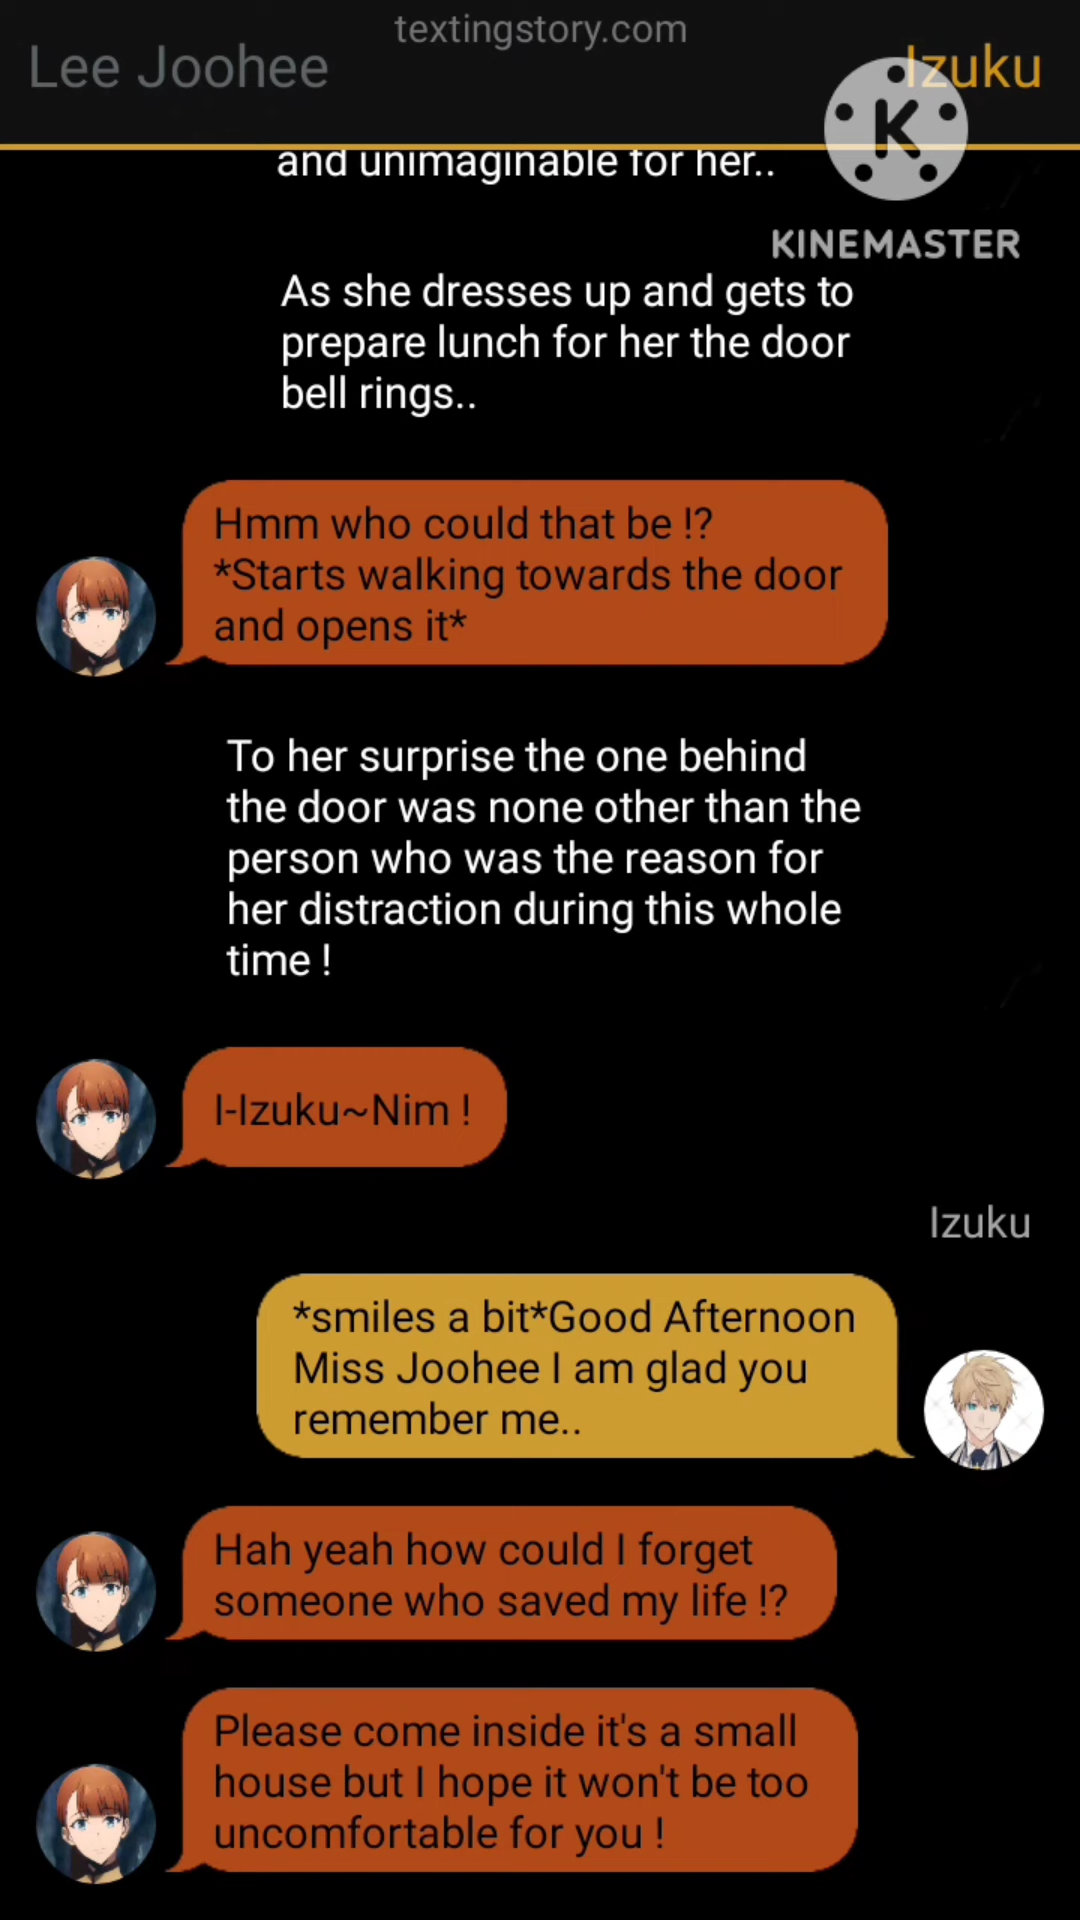 textingstory.com
Lee Joohee
Izuku
K
KINEMASTER
and unimaginable for her..
As she dresses up and gets to
prepare lunch for her the door
bell rings..
Hmm who could that be !?
*Starts walking towards the door
and opens it*
To her surprise the one behind
the door was none other than the
person who was the reason for
her distraction during this whole
time !
I-Izuku~Nim !
Izuku
*smiles a bit*Good Afternoon
Miss Joohee I am glad you
remember me..
Hah yeah how could I forget
someone who saved my life !?
Please come inside it's a small
house but I hope it won't be too
uncomfortable for you !